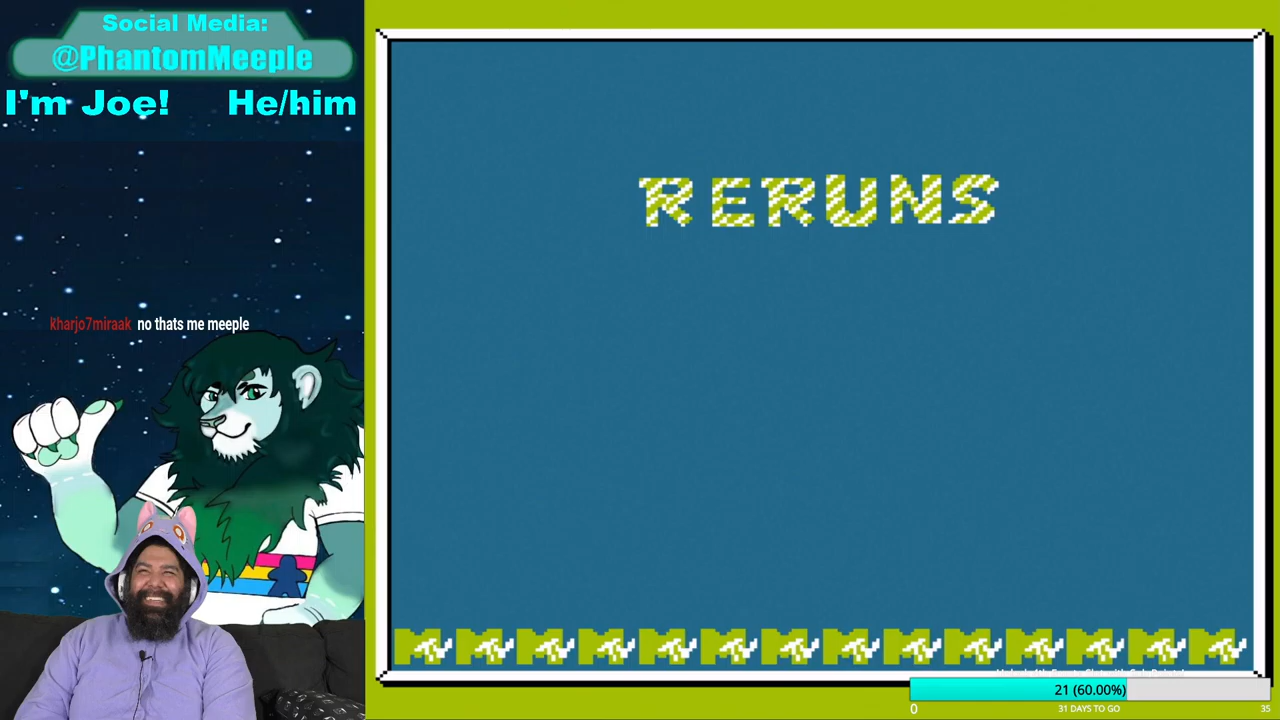 Social Media:
@PhantomMeeple
I'm Joe! He/him
RERUNS
kharjo7miraak no thats me meeple
21 (60.00%)
0 31 DAYS TO GO 35